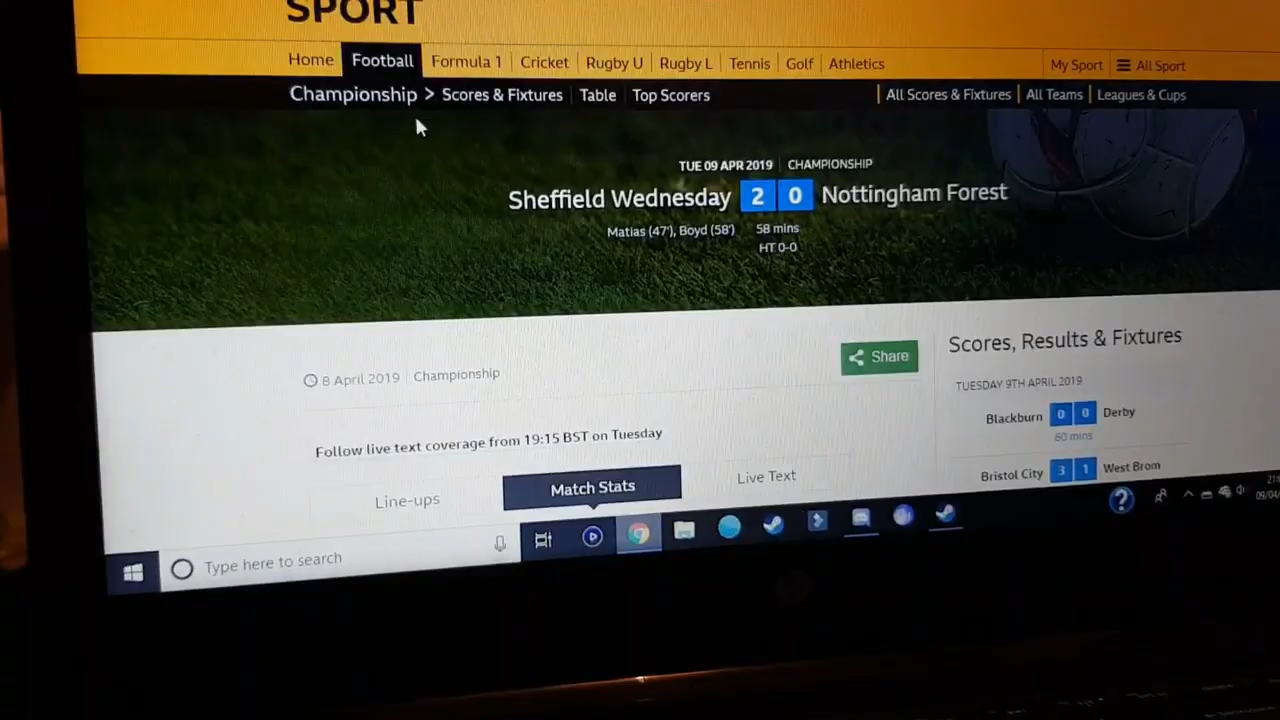 SPORT
Home Football Formula 1 Cricket Rugby U Rugby L Tennis Golf Athletics My Sport All Sport
Championship > Scores & Fixtures Table Top Scorers All Scores & Fixtures All Teams Leagues & Cups
TUE 09 APR 2019 CHAMPIONSHIP
Sheffield Wednesday 2 0 Nottingham Forest
Matias (47'), Boyd (58') 58 mins
HT 0-0
Scores, Results & Fixtures
Share
8 April 2019 Championship
TUESDAY 9TH APRIL 2019
Blackburn 0 0 Derby
60 mins
Follow live text coverage from 19:15 BST on Tuesday
Bristol City 3 1 West Brom
Line-ups Match Stats Live Text
Type here to search